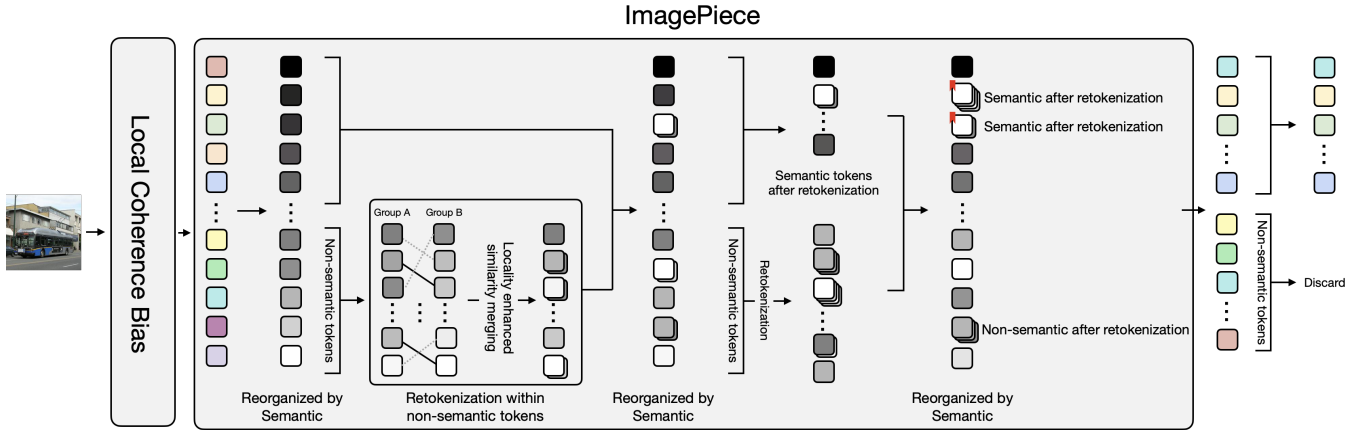 ImagePiece
Local Coherence Bias
Group A
Group B
Non-semantic tokens
Locality enhanced
similarity merging
Reorganized by
Semantic
Retokenization within
non-semantic tokens
Non-semantic tokens
Retokenization
Reorganized by
Semantic
Semantic tokens
after retokenization
Semantic after retokenization
Semantic after retokenization
Non-semantic after retokenization
Reorganized by
Semantic
Non-semantic tokens
Discard